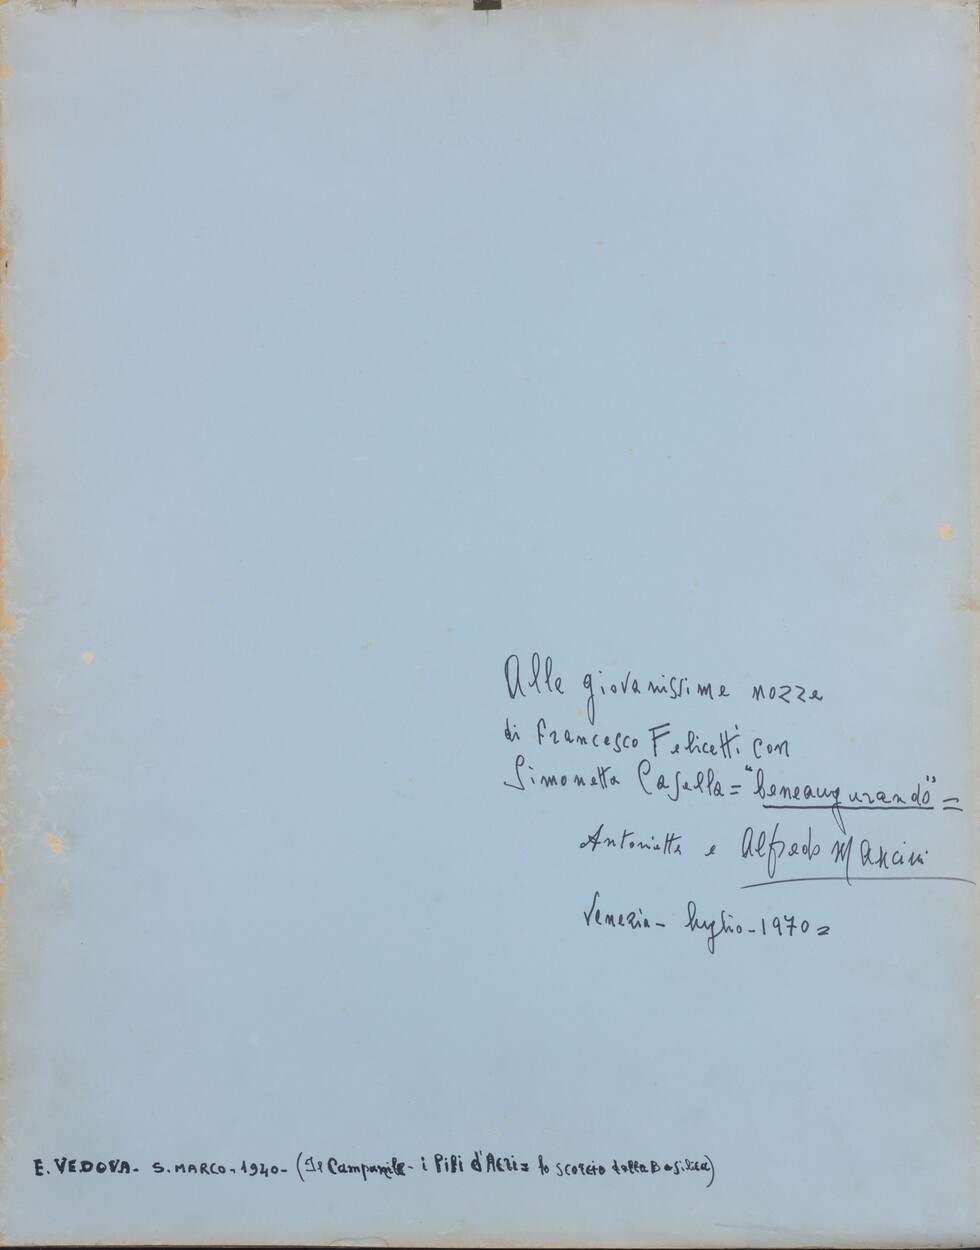 Alle giovanissime nozze
di Francesco Felicetti con
Simonetta Casella = "beneaugurando" =
Antonietta e Alfredo Mancini
Venezia - luglio - 1970 =
E. VEDOVA - S. MARCO - 1940 - (Il Campanile - i Pili d'Acri = lo scorcio della Basilica)